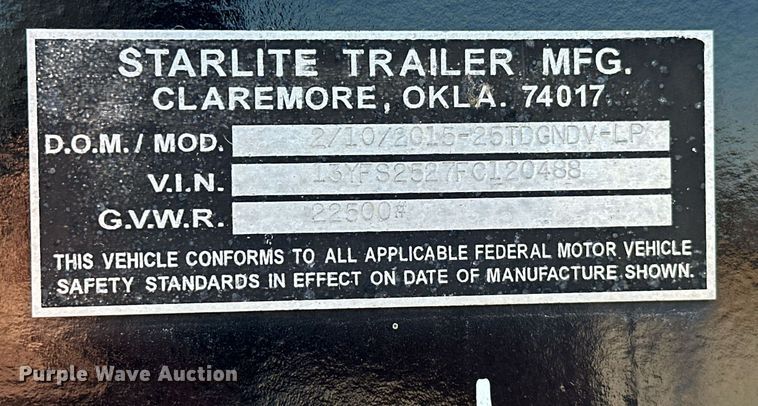 STARLITE TRAILER MFG.
CLAREMORE, OKLA. 74017
D.O.M./ MOD. 2/10/2015-25TDGNDV-LP
V.I.N. 13YFS2527FC120488
G.V.W.R. 22500#
THIS VEHICLE CONFORMS TO ALL APPLICABLE FEDERAL MOTOR VEHICLE
SAFETY STANDARDS IN EFFECT ON DATE OF MANUFACTURE SHOWN.
Purple Wave Auction